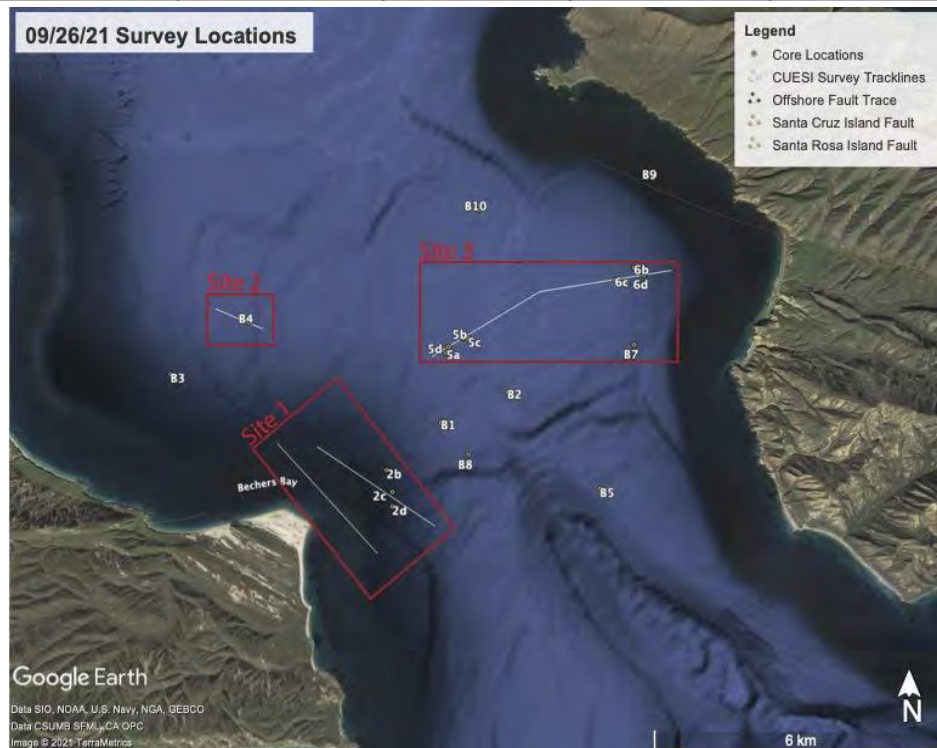 09/26/21 Survey Locations
Legend
Core Locations
CUESI Survey Tracklines
Offshore Fault Trace
Santa Cruz Island Fault
Santa Rosa Island Fault
B9
B10
Site 3
6b
6c
6d
Site 2
B4
5b
5c
5d
5a
B7
B3
B2
Site 1
B1
B8
2b
Bechers Bay
2c
B5
2d
Google Earth
Data SIO, NOAA, U.S. Navy, NGA, GEBCO
Data CSUMB SFML, CA OPC
Image © 2021 TerraMetrics
N
6 km